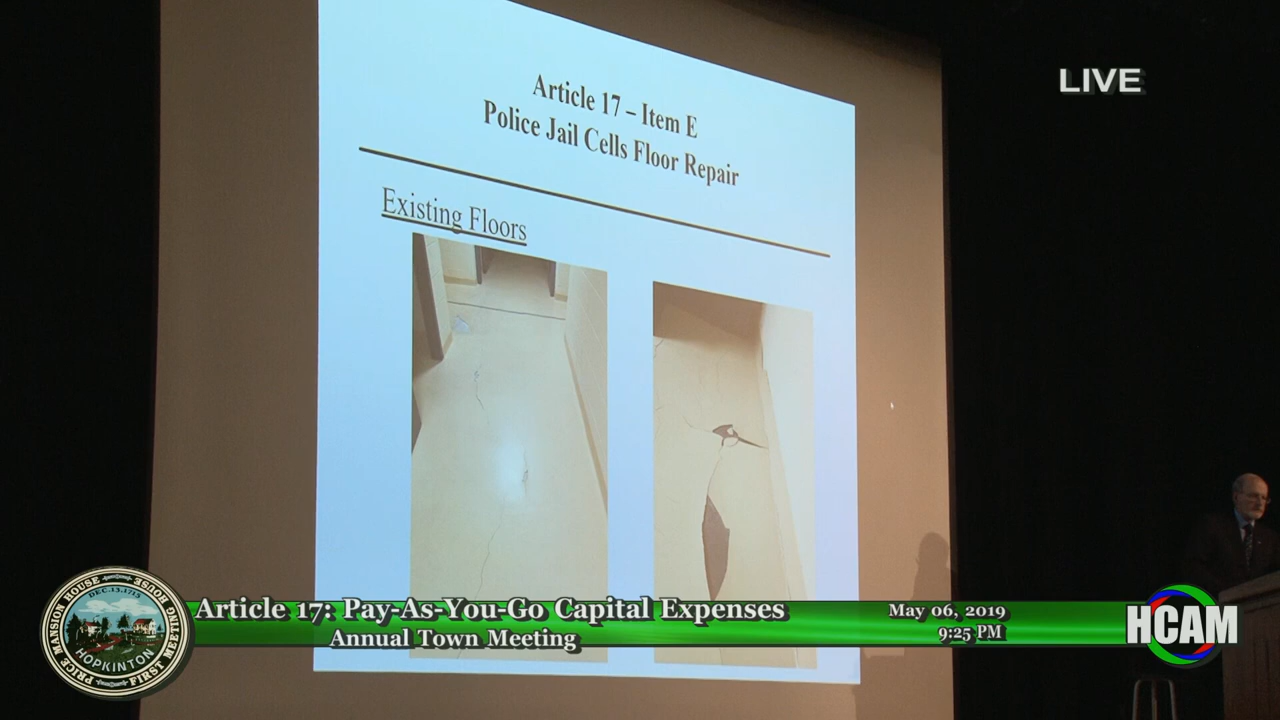 LIVE
Article 17 – Item E
Police Jail Cells Floor Repair
Existing Floors
PRICE MANSION HOUSE
HOUSE
DEC.13.1715
FIRST MEETING
HOPKINTON
Article 17: Pay-As-You-Go Capital Expenses
Annual Town Meeting
May 06, 2019
9:25 PM
HCAM